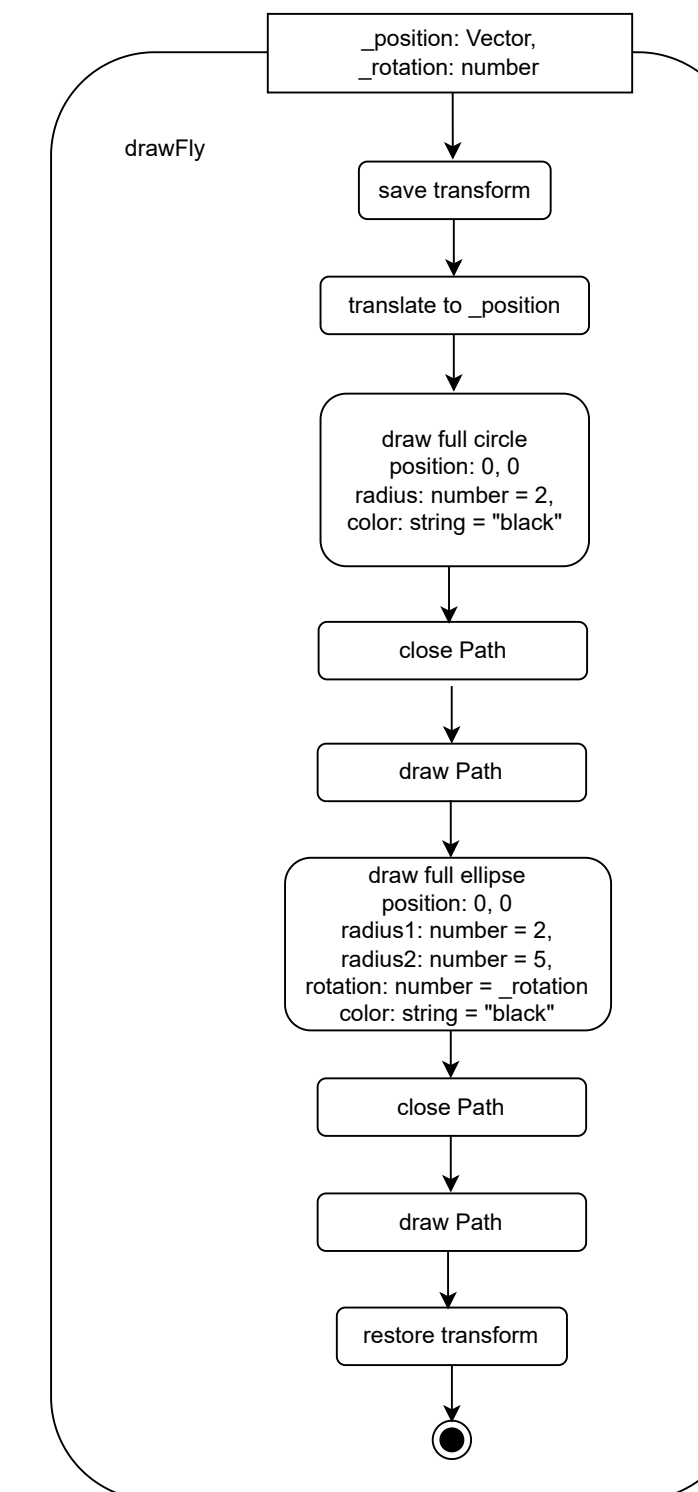 _position: Vector,
_rotation: number
drawFly
save transform
translate to _position
draw full circle
position: 0, 0
radius: number = 2,
color: string = "black"
close Path
draw Path
draw full ellipse
position: 0, 0
radius1: number = 2,
radius2: number = 5,
rotation: number = _rotation
color: string = "black"
close Path
draw Path
restore transform